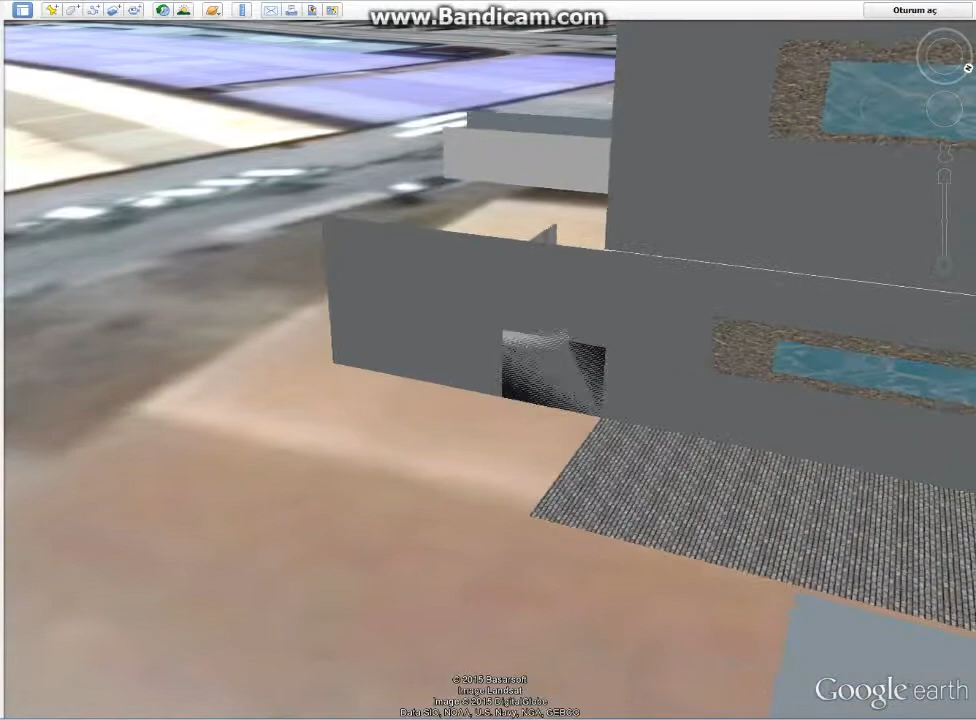 www.Bandicam.com
Oturum aç
© 2015 Basarsoft
Image Landsat
Image © 2015 DigitalGlobe
Data SIO, NOAA, U.S. Navy, NGA, GEBCO
Google earth